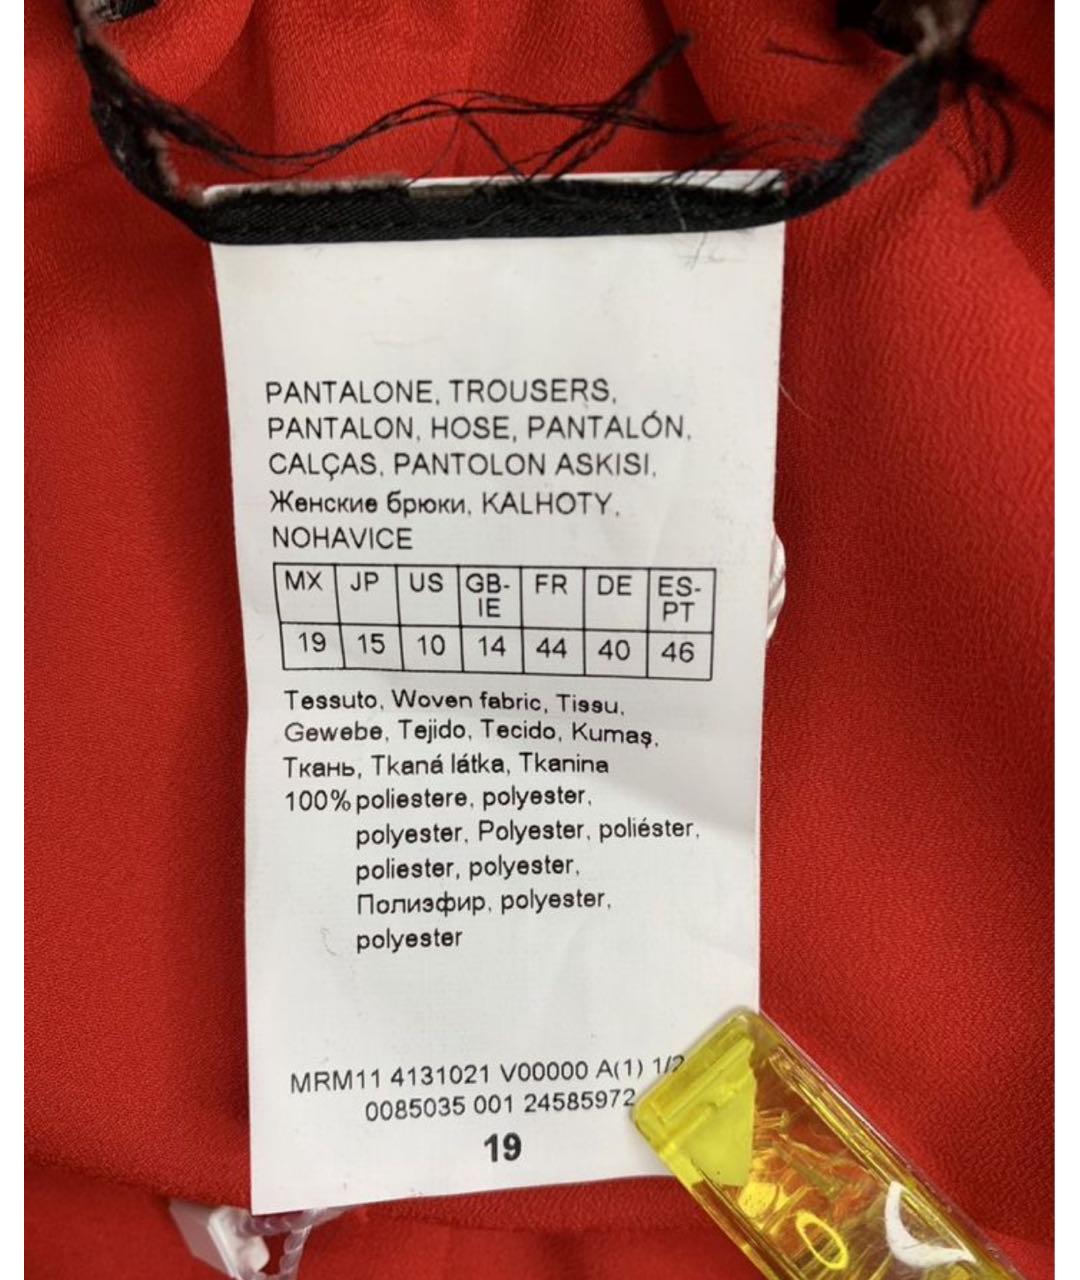 PANTALONE, TROUSERS,
PANTALON, HOSE, PANTALÓN,
CALÇAS, PANTOLON ASKISI,
Женские брюки, KALHOTY,
NOHAVICE
MX JP US GB-IE FR DE ES-PT
19 15 10 14 44 40 46
Tessuto, Woven fabric, Tissu,
Gewebe, Tejido, Tecido, Kumaş,
Ткань, Tkaná látka, Tkanina
100% poliestere, polyester,
polyester, Polyester, poliéster,
poliester, polyester,
Полиэфир, polyester,
polyester
MRM11 4131021 V00000 A(1) 1/2
0085035 001 24585972
19